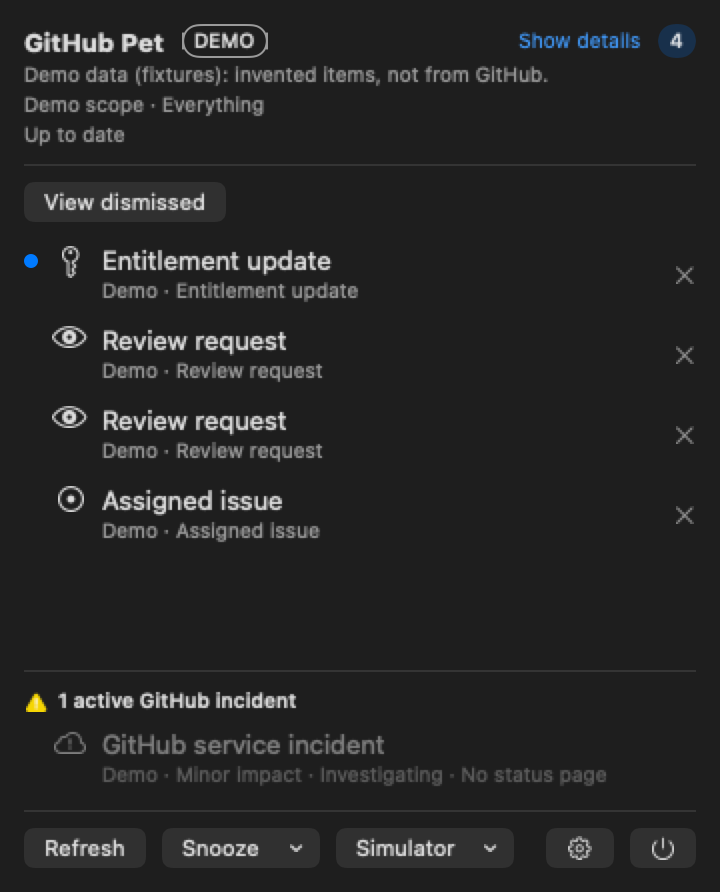 GitHub Pet DEMO Show details 4
Demo data (fixtures): invented items, not from GitHub.
Demo scope · Everything
Up to date
View dismissed
Entitlement update
Demo · Entitlement update
Review request
Demo · Review request
Review request
Demo · Review request
Assigned issue
Demo · Assigned issue
1 active GitHub incident
GitHub service incident
Demo · Minor impact · Investigating · No status page
Refresh Snooze Simulator